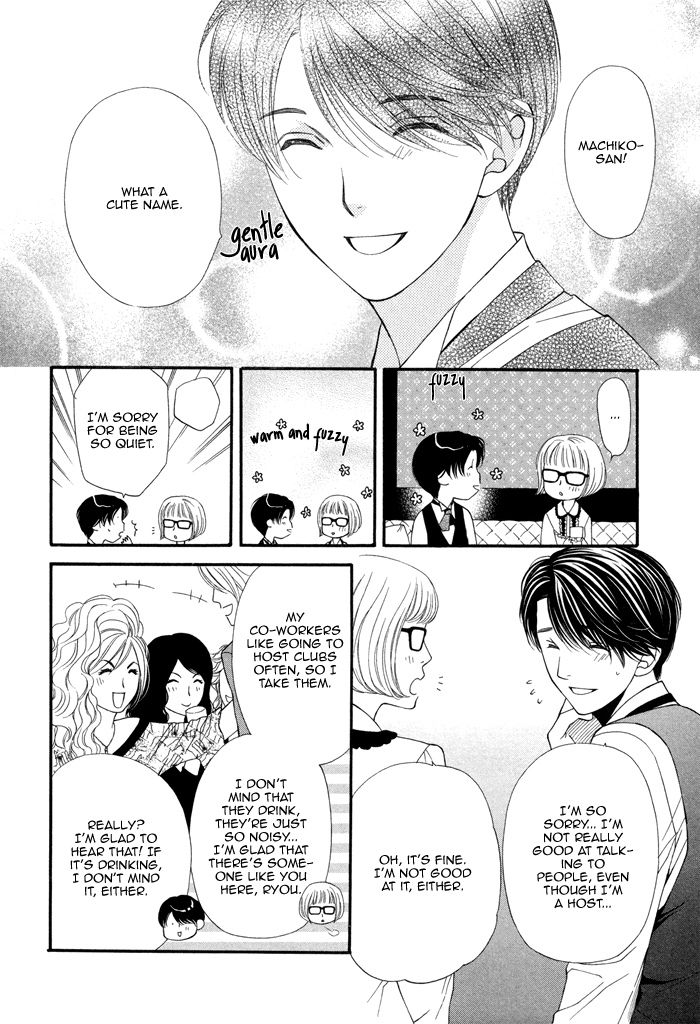 MACHIKO-
SAN!
WHAT A
CUTE NAME.
gentle
aura
...
fuzzy
warm and fuzzy
I'M SORRY
FOR BEING
SO QUIET.
I'M SO
SORRY... I'M
NOT REALLY
GOOD AT TALK-
ING TO
PEOPLE, EVEN
THOUGH I'M
A HOST...
OH, IT'S FINE.
I'M NOT GOOD
AT IT, EITHER.
MY
CO-WORKERS
LIKE GOING TO
HOST CLUBS
OFTEN, SO I
TAKE THEM.
I DON'T
MIND THAT
THEY DRINK,
THEY'RE JUST
SO NOISY...
I'M GLAD THAT
THERE'S SOME-
ONE LIKE YOU
HERE, RYOU.
REALLY?
I'M GLAD TO
HEAR THAT! IF
IT'S DRINKING,
I DON'T MIND
IT, EITHER.